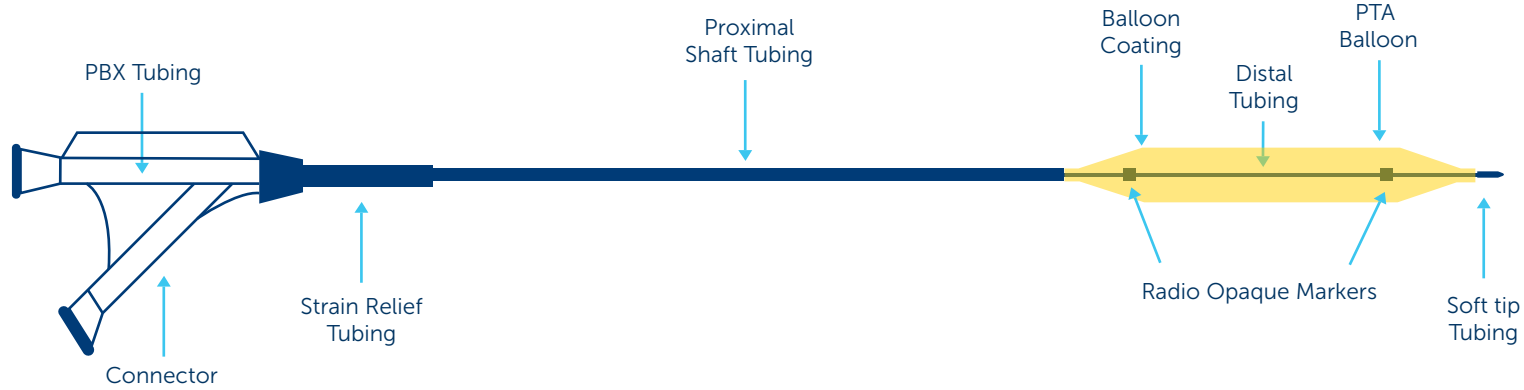 PBX Tubing
Proximal
Shaft Tubing
Balloon
Coating
Distal
Tubing
PTA
Balloon
Connector
Strain Relief
Tubing
Radio Opaque Markers
Soft tip
Tubing